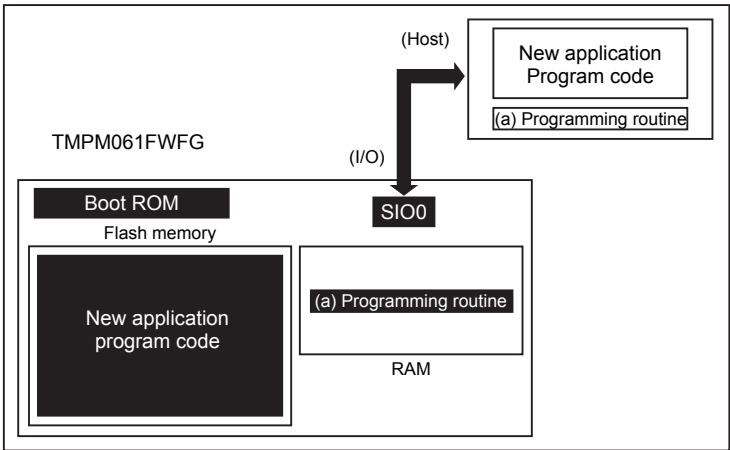 (Host)
New application
Program code
(a) Programming routine
TMPM061FWFG
(I/O)
Boot ROM
SIO0
Flash memory
New application
program code
(a) Programming routine
RAM